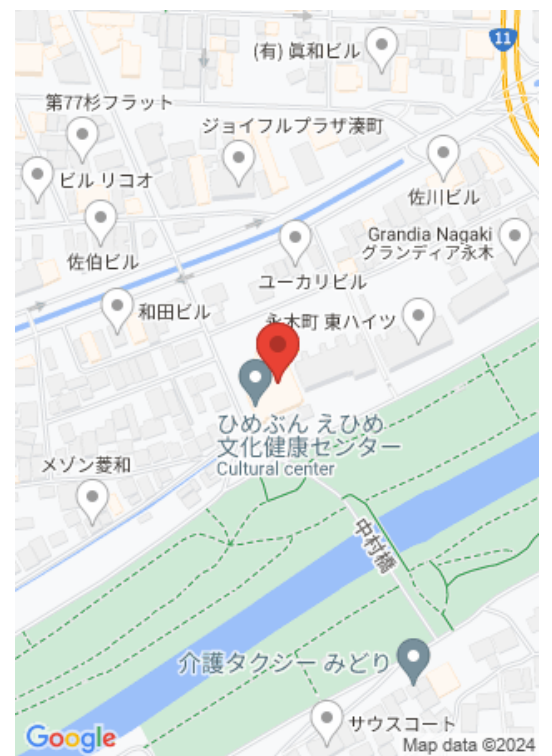 11
(有) 眞和ビル
第77杉フラット
ジョイフルプラザ湊町
ビル リコオ
佐川ビル
佐伯ビル
Grandia Nagaki
グランディア永木
ユーカリビル
和田ビル
永木町 東ハイツ
ひめぶん えひめ
文化健康センター
Cultural center
メゾン菱和
中村橋
介護タクシー みどり
サウスコート
Google
Map data ©2024